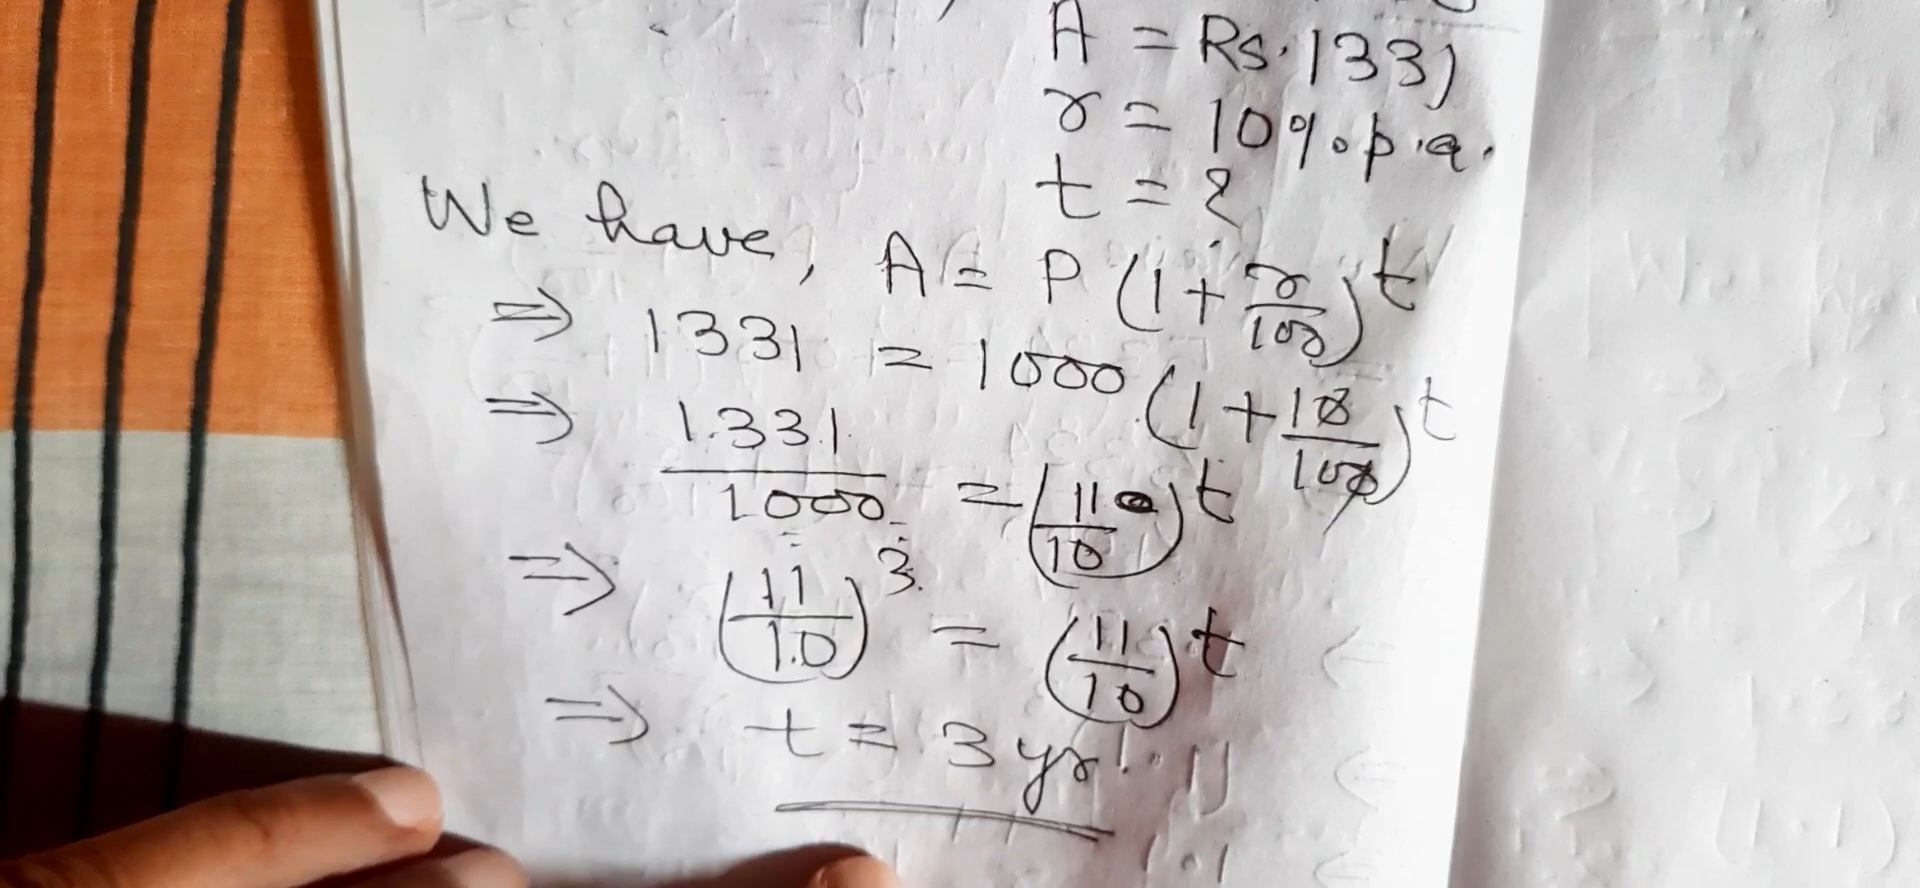 A = Rs. 1331
r = 10% p.a.
t = ?
We have, A = P (1 + r/100)^t
⇒ 1331 = 1000 (1 + 10/100)^t
⇒ 1331/1000 = (11/10)^t
⇒ (11/10)^3 = (11/10)^t
⇒ t = 3 yr.